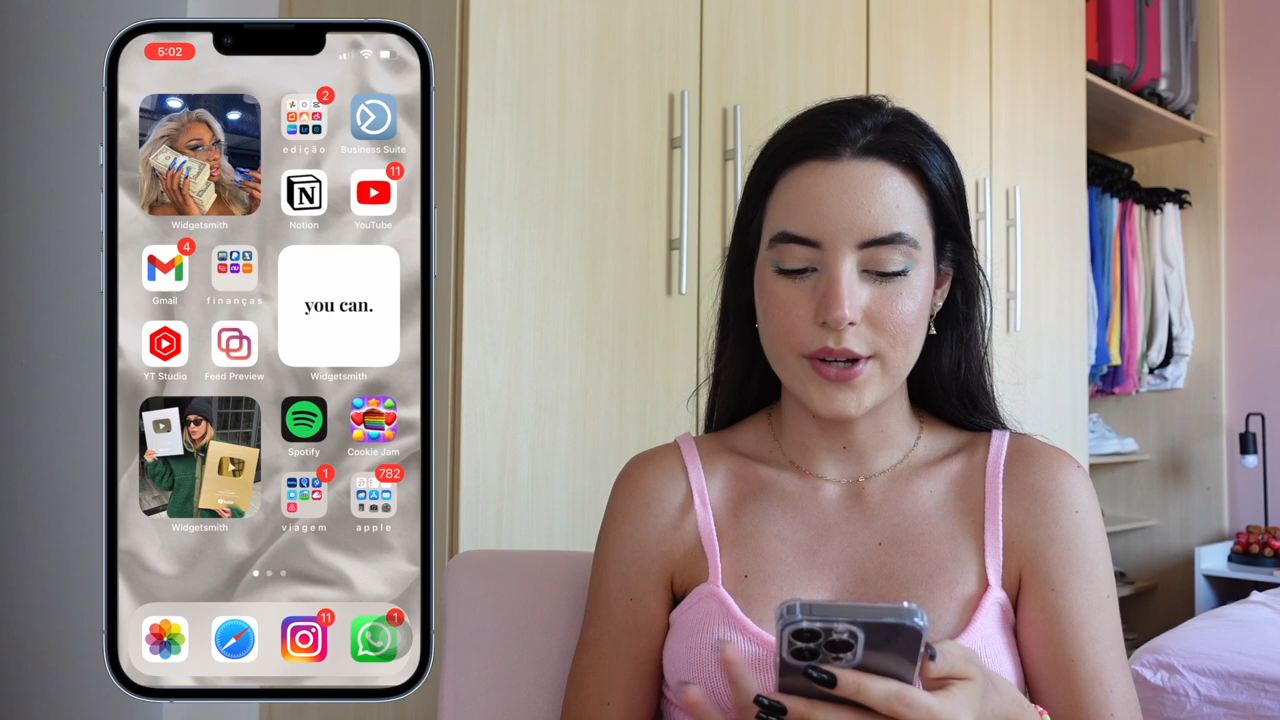 5:02
2
edição
Business Suite
Widgetsmith
11
N
Notion
YouTube
4
Gmail
finanças
you can.
YT Studio
Feed Preview
Widgetsmith
Spotify
Cookie Jam
Widgetsmith
1
viagem
782
apple
11
1